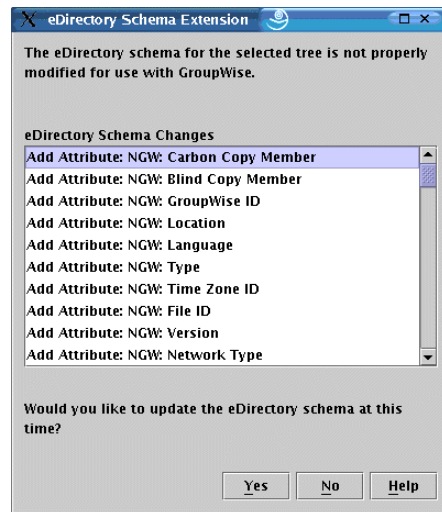 eDirectory Schema Extension
The eDirectory schema for the selected tree is not properly
modified for use with GroupWise.
eDirectory Schema Changes
Add Attribute: NGW: Carbon Copy Member
Add Attribute: NGW: Blind Copy Member
Add Attribute: NGW: GroupWise ID
Add Attribute: NGW: Location
Add Attribute: NGW: Language
Add Attribute: NGW: Type
Add Attribute: NGW: Time Zone ID
Add Attribute: NGW: File ID
Add Attribute: NGW: Version
Add Attribute: NGW: Network Type
Would you like to update the eDirectory schema at this
time?
Yes No Help